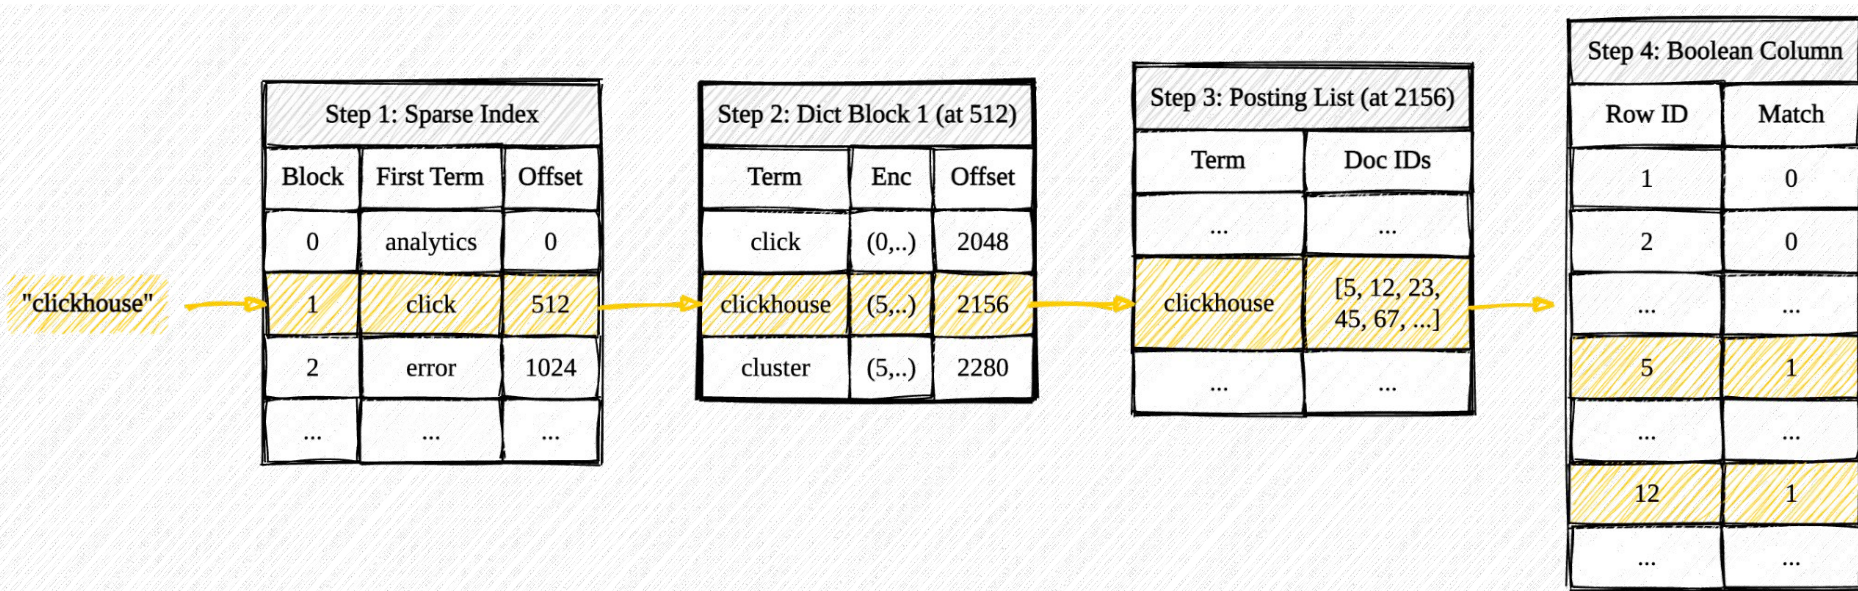 "clickhouse"
Step 1: Sparse Index
Block First Term Offset
0 analytics 0
1 click 512
2 error 1024
... ... ...
Step 2: Dict Block 1 (at 512)
Term Enc Offset
click (0,..) 2048
clickhouse (5,..) 2156
cluster (5,..) 2280
Step 3: Posting List (at 2156)
Term Doc IDs
... ...
clickhouse [5, 12, 23,
45, 67, ...]
... ...
Step 4: Boolean Column
Row ID Match
1 0
2 0
... ...
5 1
... ...
12 1
... ...